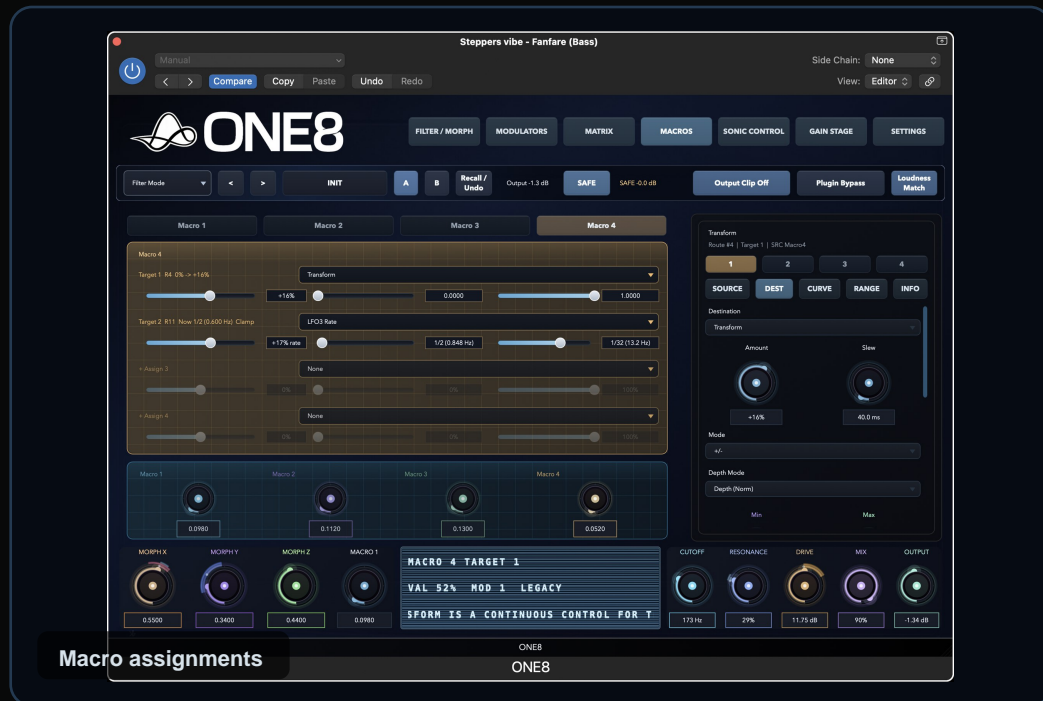 Steppers vibe - Fanfare (Bass)
Manual
Side Chain: None
Compare Copy Paste Undo Redo
View: Editor
ONE8
FILTER / MORPH MODULATORS MATRIX MACROS SONIC CONTROL GAIN STAGE SETTINGS
Filter Mode < > INIT A B Recall / Undo Output -1.3 dB SAFE SAFE -0.0 dB Output Clip Off Plugin Bypass Loudness Match
Macro 1 Macro 2 Macro 3 Macro 4
Macro 4
Target 1 R4 0% -> +16% Transform
+16% 0.0000 1.0000
Target 2 R11 Now 1/2 (0.600 Hz) Clamp LFO3 Rate
+17% rate 1/2 (0.848 Hz) 1/32 (13.2 Hz)
+ Assign 3 None
0% 0% 100%
+ Assign 4 None
0% 0% 100%
Transform
Route #4 | Target 1 | SRC Macro4
1 2 3 4
SOURCE DEST CURVE RANGE INFO
Destination
Transform
Amount Slew
+16% 40.0 ms
Mode
+/-
Depth Mode
Depth (Norm)
Min Max
Macro 1 Macro 2 Macro 3 Macro 4
0.0980 0.1120 0.1300 0.0520
MORPH X MORPH Y MORPH Z MACRO 1
0.5500 0.3400 0.4400 0.0980
MACRO 4 TARGET 1
VAL 52% MOD 1 LEGACY
SFORM IS A CONTINUOUS CONTROL FOR T
CUTOFF RESONANCE DRIVE MIX OUTPUT
173 Hz 29% 11.75 dB 90% -1.34 dB
ONE8
ONE8
Macro assignments